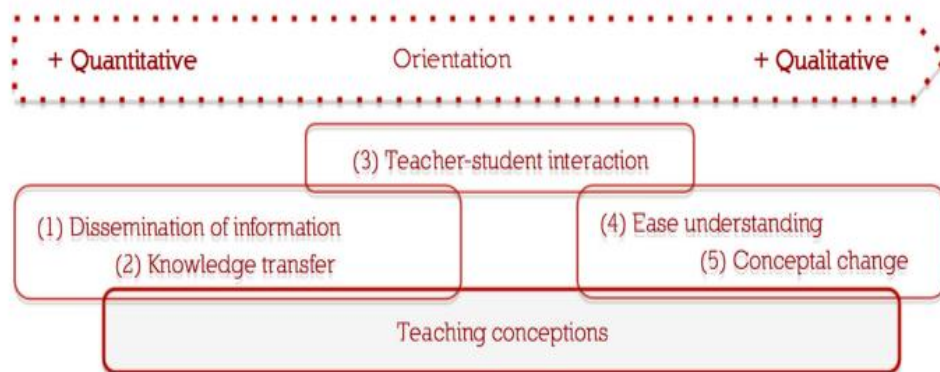 + Quantitative Orientation + Qualitative
(3) Teacher-student interaction
(1) Dissemination of information
(2) Knowledge transfer
(4) Ease understanding
(5) Conceptal change
Teaching conceptions